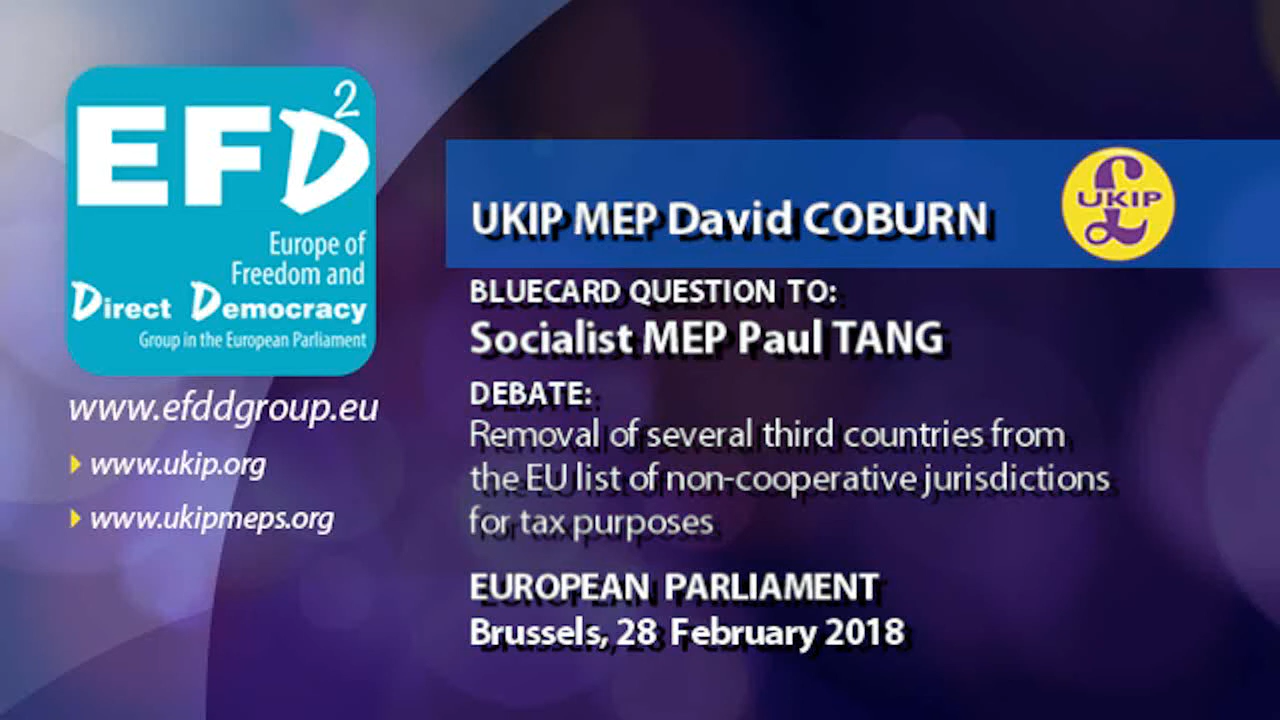 EFD2
Europe of
Freedom and
Direct Democracy
Group in the European Parliament
www.efddgroup.eu
www.ukip.org
www.ukipmeps.org
UKIP MEP David COBURN
£
UKIP
BLUECARD QUESTION TO:
Socialist MEP Paul TANG
DEBATE:
Removal of several third countries from
the EU list of non-cooperative jurisdictions
for tax purposes
EUROPEAN PARLIAMENT
Brussels, 28 February 2018